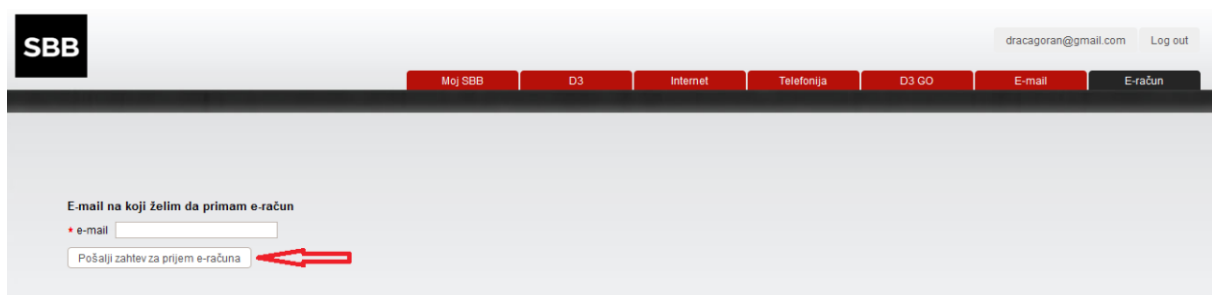 SBB
dracagoran@gmail.com Log out
Moj SBB D3 Internet Telefonija D3 GO E-mail E-račun
E-mail na koji želim da primam e-račun
* e-mail
Pošalji zahtev za prijem e-računa